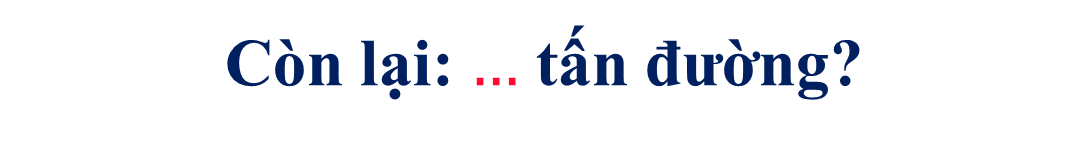 Còn lại: ... tấn đường?